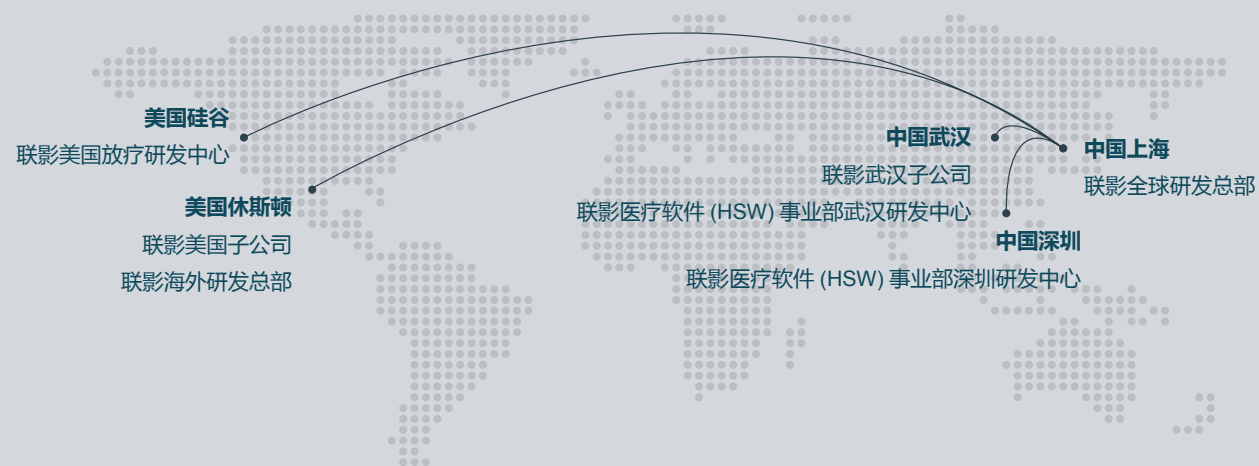 美国硅谷
联影美国放疗研发中心
美国休斯顿
联影美国子公司
联影海外研发总部
中国武汉
联影武汉子公司
联影医疗软件 (HSW) 事业部武汉研发中心
中国上海
联影全球研发总部
中国深圳
联影医疗软件 (HSW) 事业部深圳研发中心